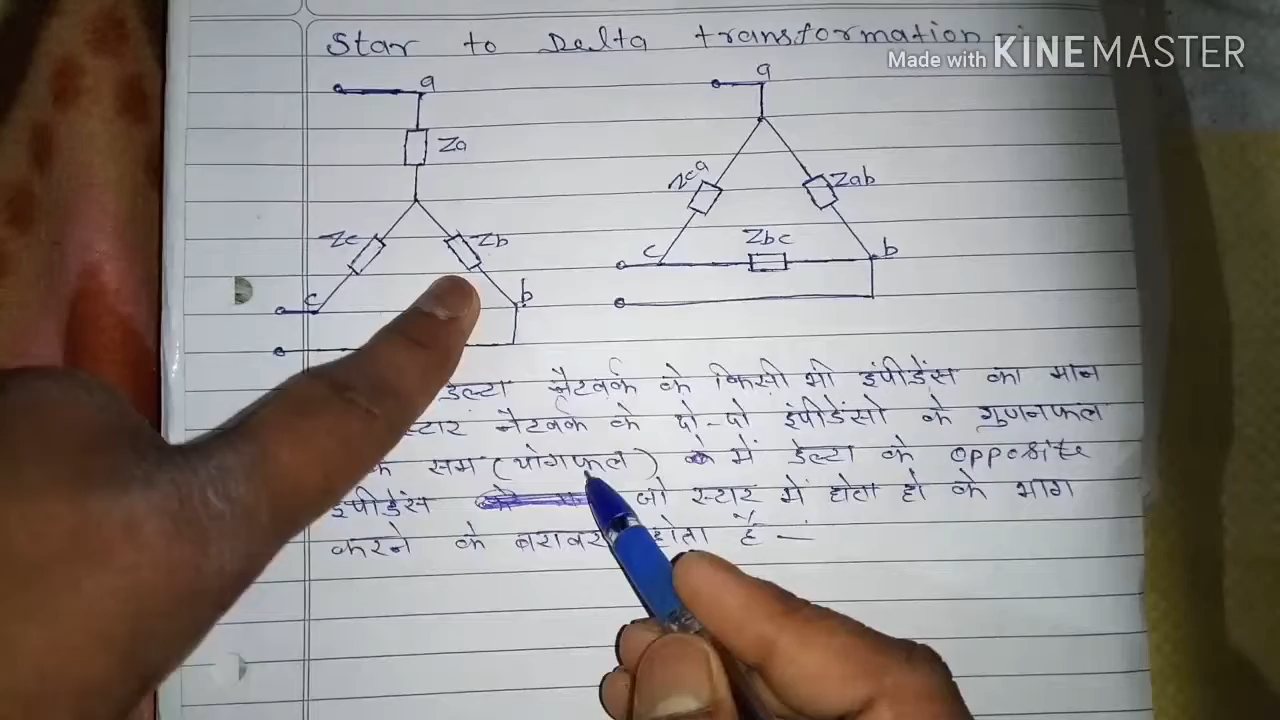 Star to Delta transformation -
Made with KINEMASTER
a
a
Za
Zca
Zab
Zc
Zb
c
Zbc
b
c
b
डेल्टा नैटवर्क के किसी भी इंपीडेंस का मान
स्टार नैटवर्क के दो-दो इंपीडेंसो के गुणनफल
के सम (योगफल) में डेल्टा के opposite
इंपीडेंस जो स्टार में होता हो के भाग
करने के बराबर होता है -